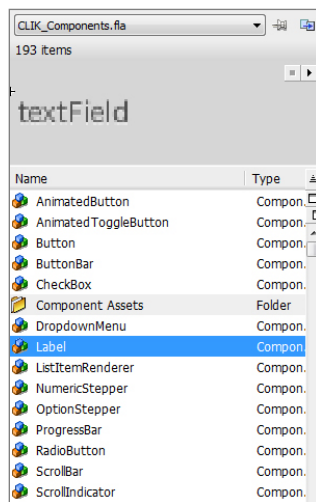 CLIK_Components.fla
193 items
textField
Name Type
AnimatedButton Compon.
AnimatedToggleButton Compon.
Button Compon.
ButtonBar Compon.
CheckBox Compon.
Component Assets Folder
DropdownMenu Compon.
Label Compon.
ListItemRenderer Compon.
NumericStepper Compon.
OptionStepper Compon.
ProgressBar Compon.
RadioButton Compon.
ScrollBar Compon.
ScrollIndicator Compon.